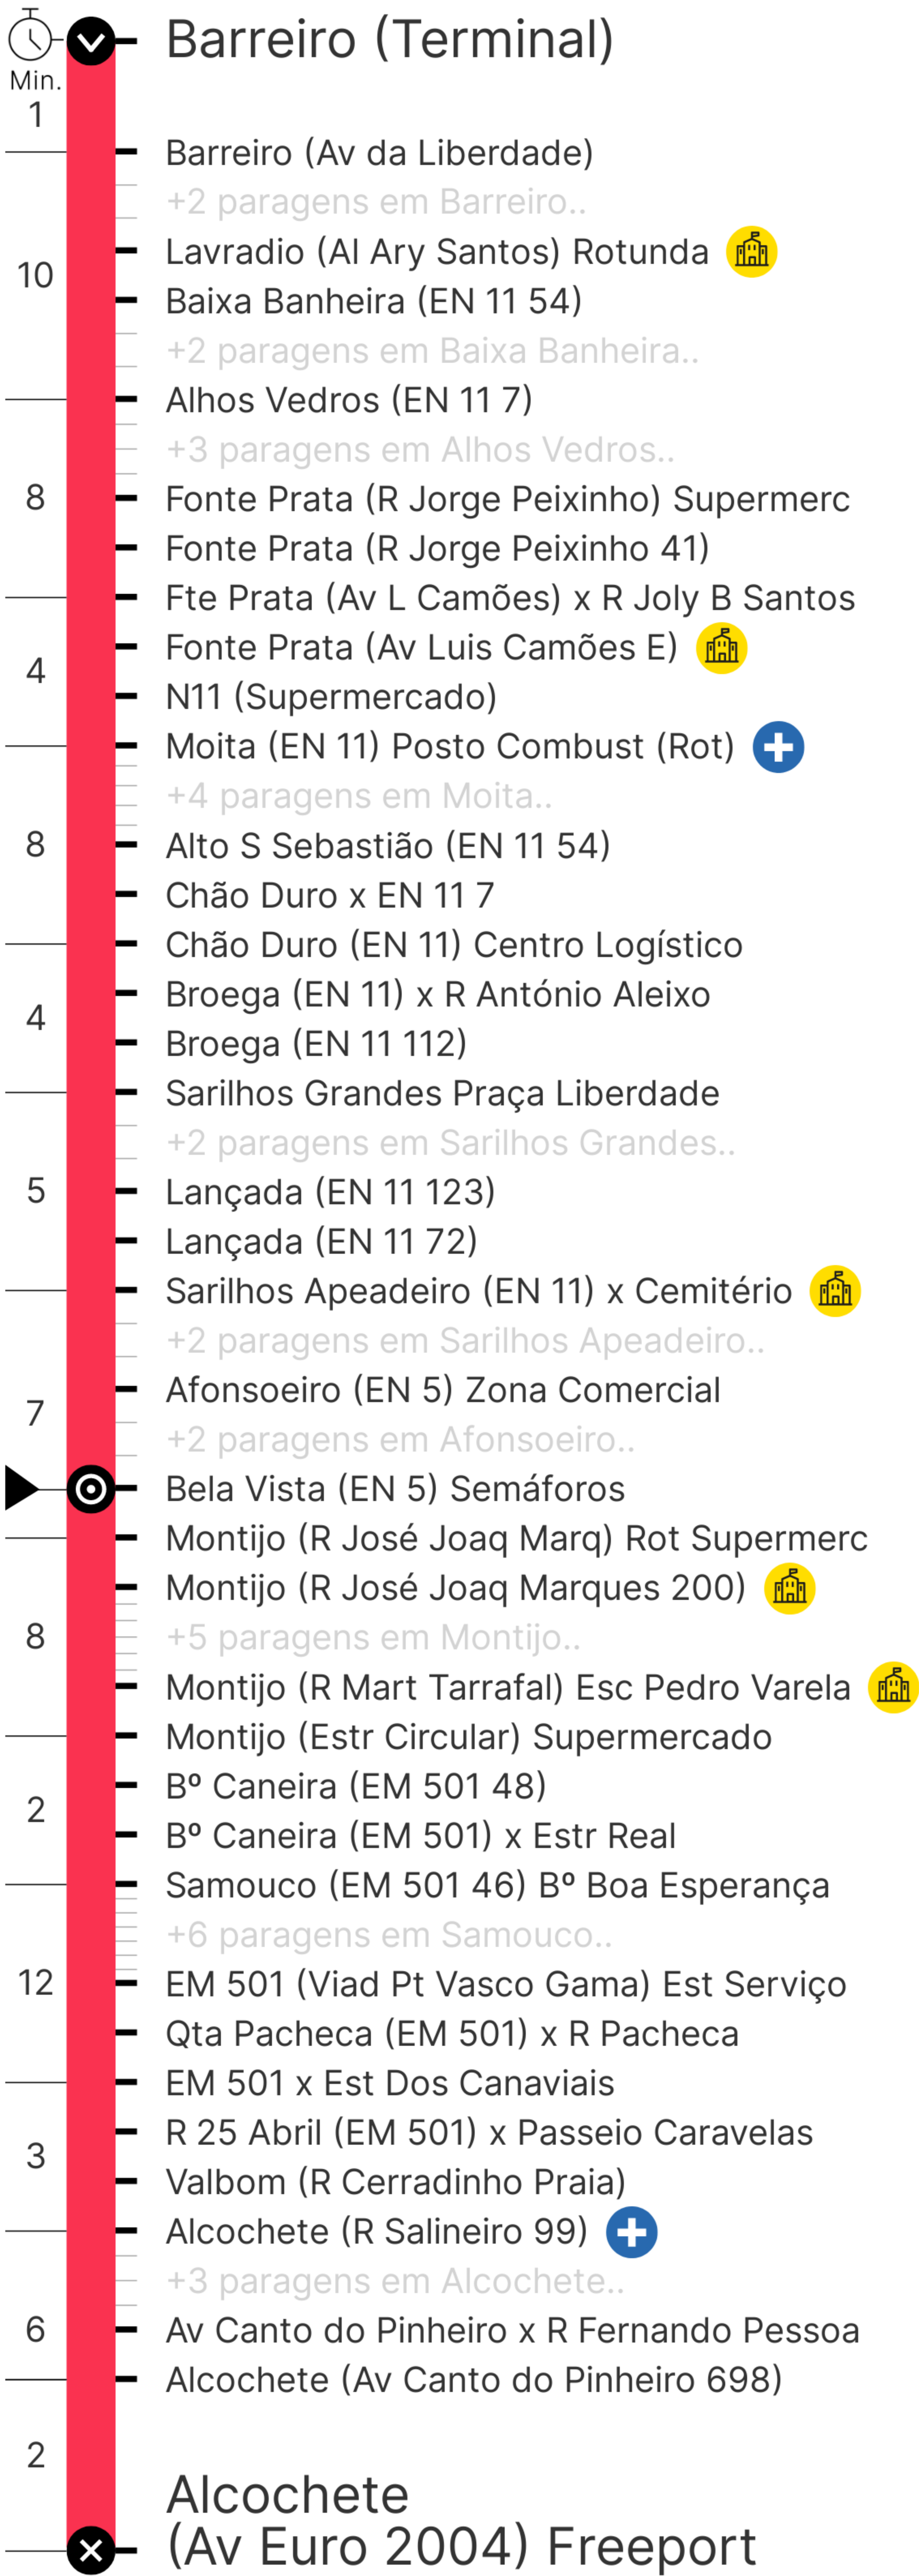 Barreiro (Terminal)
Min.
1
Barreiro (Av da Liberdade)
+2 paragens em Barreiro..
Lavradio (Al Ary Santos) Rotunda
10
Baixa Banheira (EN 11 54)
+2 paragens em Baixa Banheira..
Alhos Vedros (EN 11 7)
+3 paragens em Alhos Vedros..
8
Fonte Prata (R Jorge Peixinho) Supermerc
Fonte Prata (R Jorge Peixinho 41)
Fte Prata (Av L Camões) x R Joly B Santos
Fonte Prata (Av Luis Camões E)
4
N11 (Supermercado)
Moita (EN 11) Posto Combust (Rot)
+4 paragens em Moita..
8
Alto S Sebastião (EN 11 54)
Chão Duro x EN 11 7
Chão Duro (EN 11) Centro Logístico
Broega (EN 11) x R António Aleixo
4
Broega (EN 11 112)
Sarilhos Grandes Praça Liberdade
+2 paragens em Sarilhos Grandes..
5
Lançada (EN 11 123)
Lançada (EN 11 72)
Sarilhos Apeadeiro (EN 11) x Cemitério
+2 paragens em Sarilhos Apeadeiro..
Afonsoeiro (EN 5) Zona Comercial
7
+2 paragens em Afonsoeiro..
Bela Vista (EN 5) Semáforos
Montijo (R José Joaq Marq) Rot Supermerc
Montijo (R José Joaq Marques 200)
8
+5 paragens em Montijo..
Montijo (R Mart Tarrafal) Esc Pedro Varela
Montijo (Estr Circular) Supermercado
Bº Caneira (EM 501 48)
2
Bº Caneira (EM 501) x Estr Real
Samouco (EM 501 46) Bº Boa Esperança
+6 paragens em Samouco..
12
EM 501 (Viad Pt Vasco Gama) Est Serviço
Qta Pacheca (EM 501) x R Pacheca
EM 501 x Est Dos Canaviais
R 25 Abril (EM 501) x Passeio Caravelas
3
Valbom (R Cerradinho Praia)
Alcochete (R Salineiro 99)
+3 paragens em Alcochete..
6
Av Canto do Pinheiro x R Fernando Pessoa
Alcochete (Av Canto do Pinheiro 698)
2
Alcochete
(Av Euro 2004) Freeport